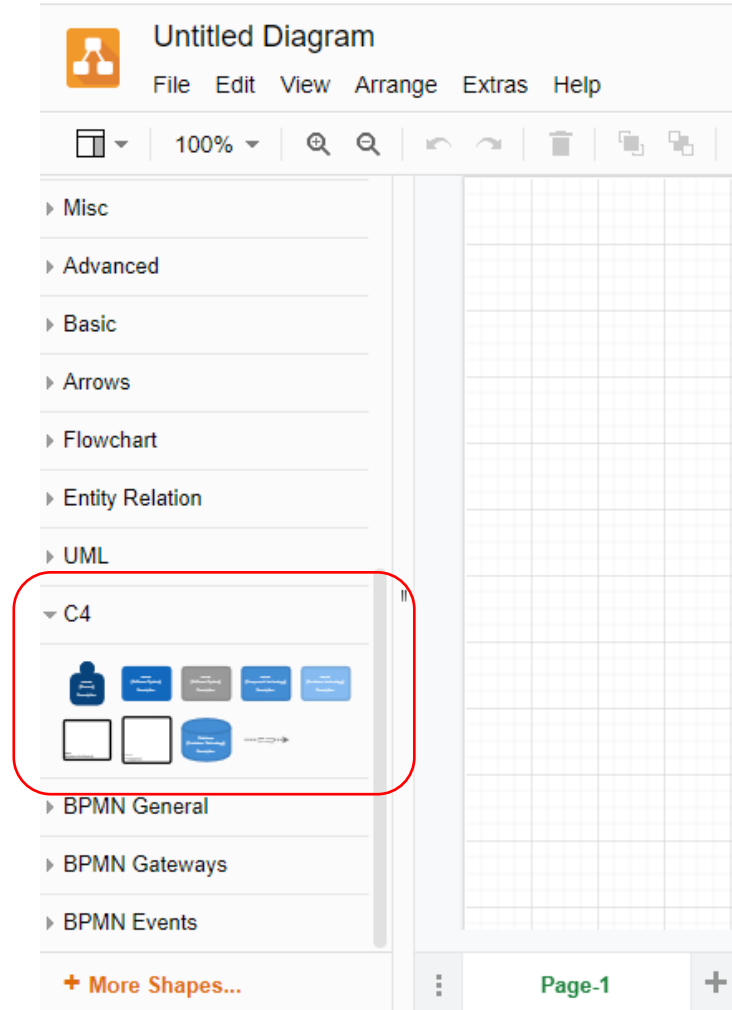 Untitled Diagram
File Edit View Arrange Extras Help
100%
Misc
Advanced
Basic
Arrows
Flowchart
Entity Relation
UML
C4
BPMN General
BPMN Gateways
BPMN Events
+ More Shapes...
Page-1